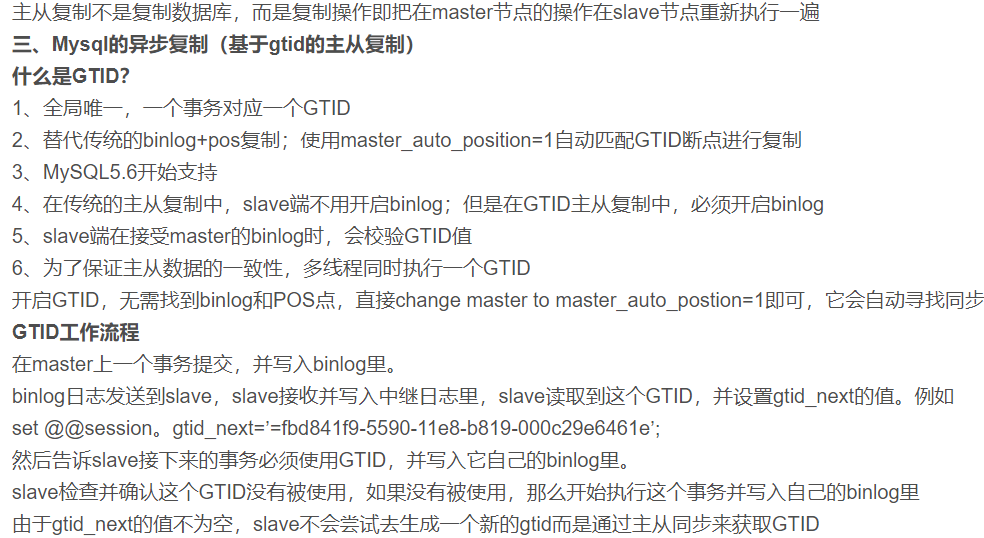 主从复制不是复制数据库，而是复制操作即把在master节点的操作在slave节点重新执行一遍
三、Mysql的异步复制（基于gtid的主从复制）
什么是GTID?
1、全局唯一，一个事务对应一个GTID
2、替代传统的binlog+pos复制；使用master_auto_position=1自动匹配GTID断点进行复制
3、MySQL5.6开始支持
4、在传统的主从复制中，slave端不用开启binlog；但是在GTID主从复制中，必须开启binlog
5、slave端在接受master的binlog时，会校验GTID值
6、为了保证主从数据的一致性，多线程同时执行一个GTID
开启GTID，无需找到binlog和POS点，直接change master to master_auto_postion=1即可，它会自动寻找同步
GTID工作流程
在master上一个事务提交，并写入binlog里。
binlog日志发送到slave，slave接收并写入中继日志里，slave读取到这个GTID，并设置gtid_next的值。例如
set @@session。gtid_next=’=fbd841f9-5590-11e8-b819-000c29e6461e’;
然后告诉slave接下来的事务必须使用GTID，并写入它自己的binlog里。
slave检查并确认这个GTID没有被使用，如果没有被使用，那么开始执行这个事务并写入自己的binlog里
由于gtid_next的值不为空，slave不会尝试去生成一个新的gtid而是通过主从同步来获取GTID